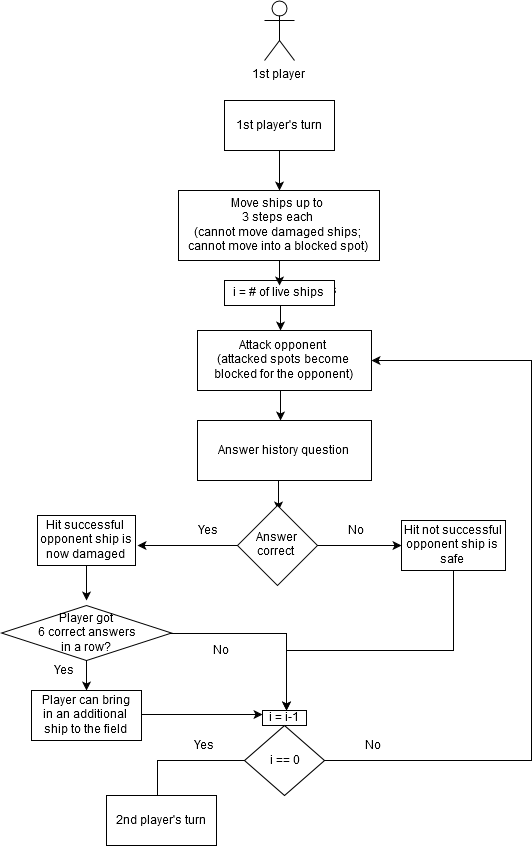 1st player
1st player's turn
Move ships up to
3 steps each
(cannot move damaged ships;
cannot move into a blocked spot)
i = # of live ships
Attack opponent
(attacked spots become
blocked for the opponent)
Answer history question
Answer
correct
Yes
No
Hit successful
opponent ship is
now damaged
Hit not successful
opponent ship is
safe
Player got
6 correct answers
in a row?
No
Yes
Player can bring
in an additional
ship to the field
i = i-1
Yes
i == 0
No
2nd player's turn